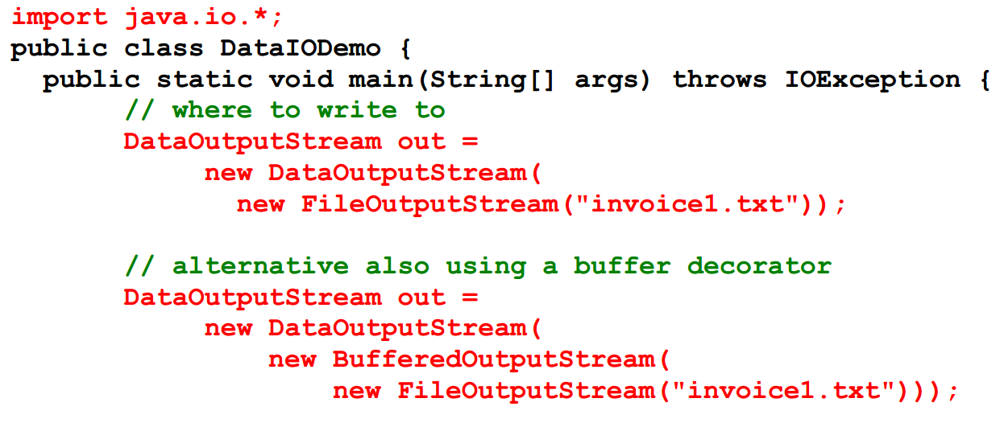 import java.io.*;
public class DataIODemo {
public static void main(String[] args) throws IOException {
// where to write to
DataOutputStream out =
new DataOutputStream(
new FileOutputStream("invoice1.txt"));
// alternative also using a buffer decorator
DataOutputStream out =
new DataOutputStream(
new BufferedOutputStream(
new FileOutputStream("invoice1.txt")));